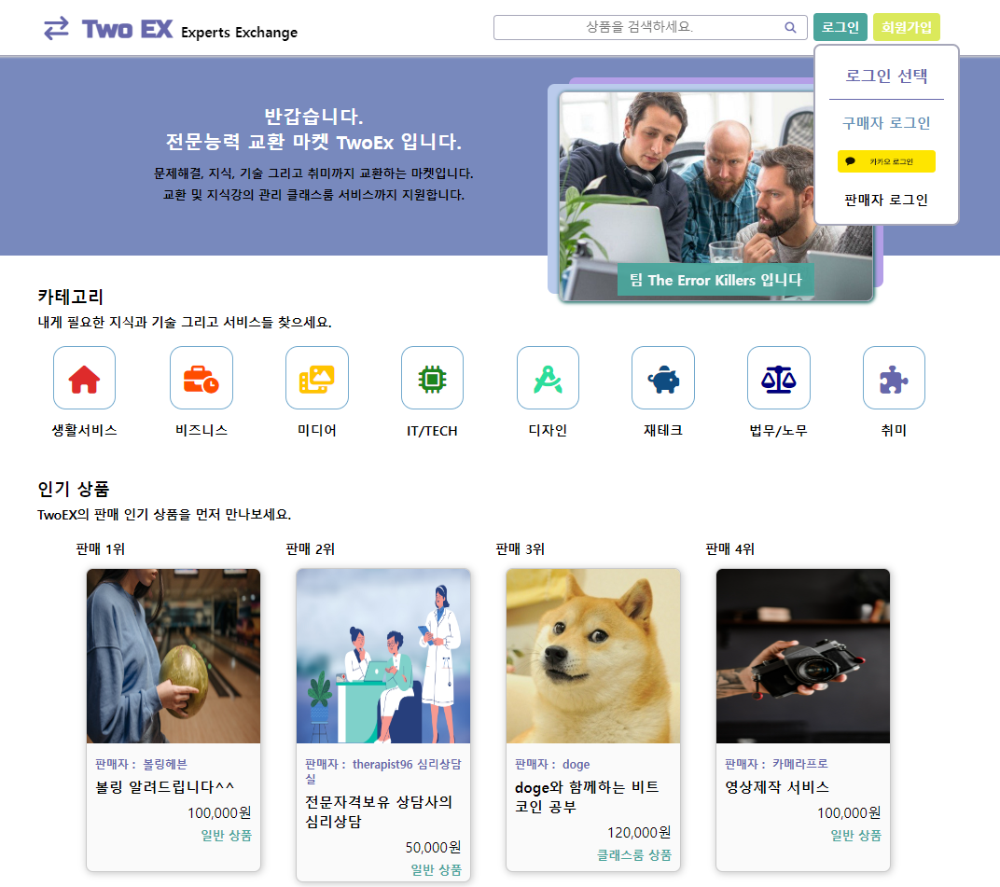 Two EX Experts Exchange
상품을 검색하세요.
로그인
회원가입
로그인 선택
구매자 로그인
카카오 로그인
판매자 로그인
반갑습니다.
전문능력 교환 마켓 TwoEx 입니다.
문제해결, 지식, 기술 그리고 취미까지 교환하는 마켓입니다.
교환 및 지식강의 관리 클래스룸 서비스까지 지원합니다.
팀 The Error Killers 입니다
카테고리
내게 필요한 지식과 기술 그리고 서비스들 찾으세요.
생활서비스
비즈니스
미디어
IT/TECH
디자인
재테크
법무/노무
취미
인기 상품
TwoEX의 판매 인기 상품을 먼저 만나보세요.
판매 1위
판매자 : 볼링헤븐
볼링 알려드립니다^^
100,000원
일반 상품
판매 2위
판매자 : therapist96 심리상담
실
전문자격보유 상담사의
심리상담
50,000원
일반 상품
판매 3위
판매자 : doge
doge와 함께하는 비트
코인 공부
120,000원
클래스룸 상품
판매 4위
판매자 : 카메라프로
영상제작 서비스
100,000원
일반 상품